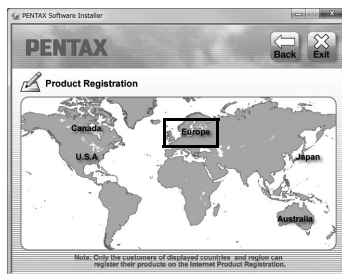 PENTAX Software Installer
PENTAX
Back
Exit
Product Registration
Canada
Europe
U.S.A
Japan
Australia
Note: Only the customers of displayed countries and region can
register their products on the Internet Product Registration.